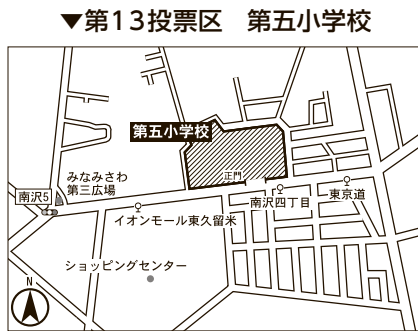 ▼第13投票区 第五小学校
第五小学校
正門
みなみさわ
第三広場
南沢5
イオンモール東久留米
南沢四丁目
東京道
ショッピングセンター
N